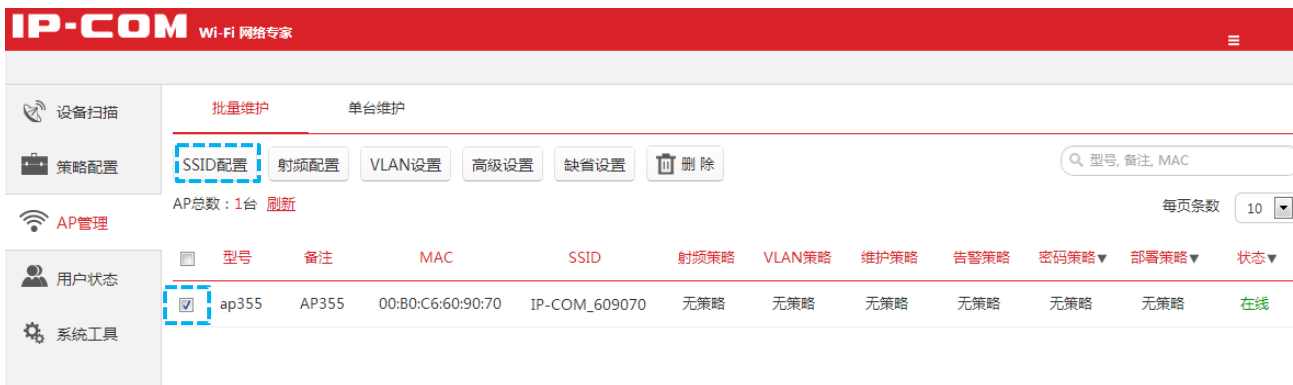 IP-COM Wi-Fi 网络专家
设备扫描
策略配置
AP管理
用户状态
系统工具
批量维护 单台维护
SSID配置 射频配置 VLAN设置 高级设置 缺省设置 删 除 型号, 备注, MAC
AP总数：1台 刷新 每页条数 10
型号 备注 MAC SSID 射频策略 VLAN策略 维护策略 告警策略 密码策略▼ 部署策略▼ 状态▼
ap355 AP355 00:B0:C6:60:90:70 IP-COM_609070 无策略 无策略 无策略 无策略 无策略 无策略 在线